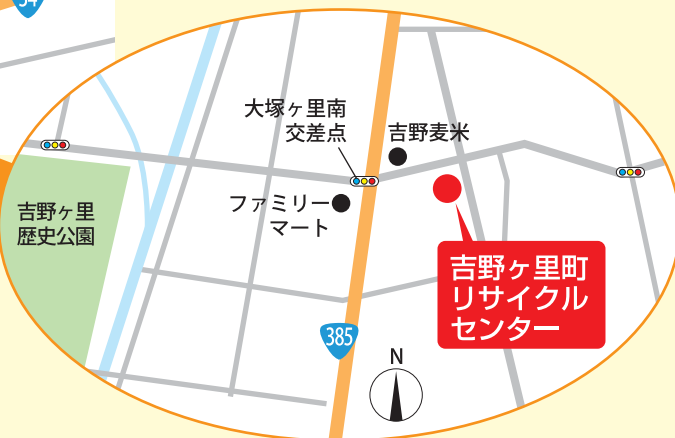 34
大塚ヶ里南
交差点
吉野麦米
吉野ヶ里
歴史公園
ファミリー
マート
吉野ヶ里町
リサイクル
センター
385
N